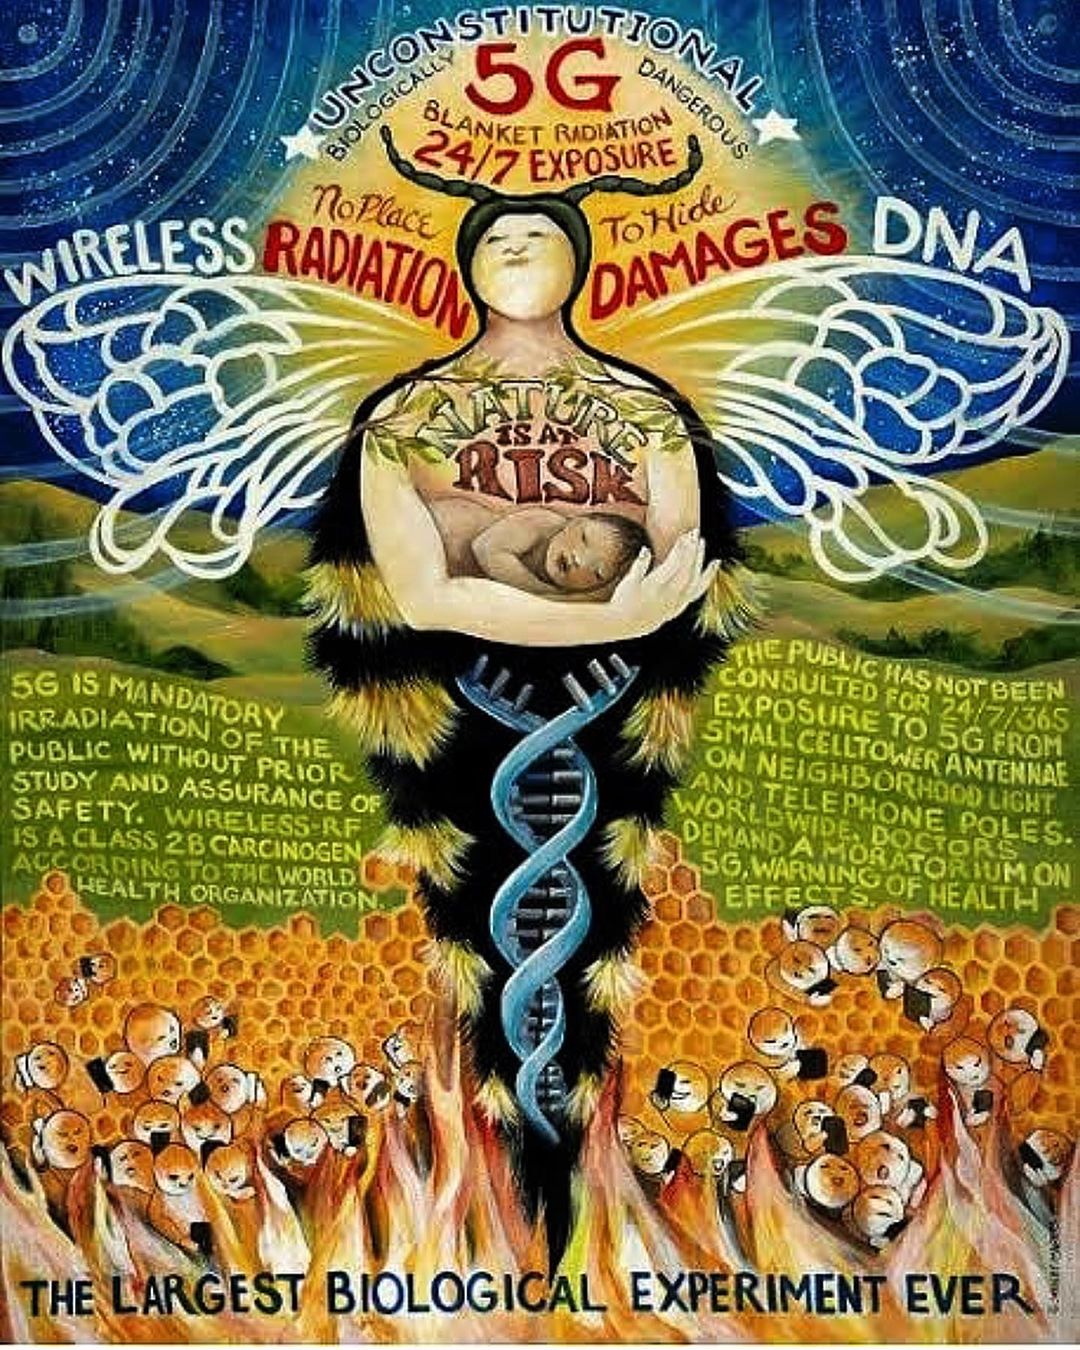 UNCONSTITUTIONAL
BIOLOGICALLY DANGEROUS
5G
BLANKET RADIATION
24/7 EXPOSURE
No Place To Hide
WIRELESS RADIATION DAMAGES DNA
NATURE
IS AT
RISK
5G IS MANDATORY
IRRADIATION OF THE
PUBLIC WITHOUT PRIOR
STUDY AND ASSURANCE OF
SAFETY. WIRELESS-RF
IS A CLASS 2B CARCINOGEN
ACCORDING TO THE WORLD
HEALTH ORGANIZATION.
THE PUBLIC HAS NOT BEEN
CONSULTED FOR 24/7/365
EXPOSURE TO 5G FROM
SMALL CELLTOWER ANTENNAE
ON NEIGHBORHOOD LIGHT
AND TELEPHONE POLES.
WORLDWIDE, DOCTORS
DEMAND A MORATORIUM ON
5G, WARNING OF HEALTH
EFFECTS.
THE LARGEST BIOLOGICAL EXPERIMENT EVER